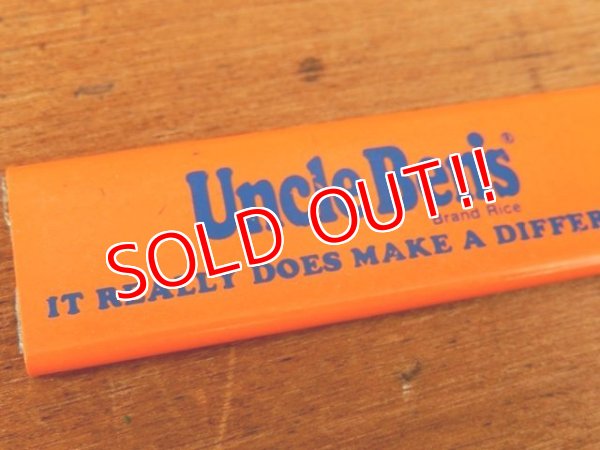 Uncle Ben's®
Brand Rice
IT REALLY DOES MAKE A DIFFER
SOLD OUT!!